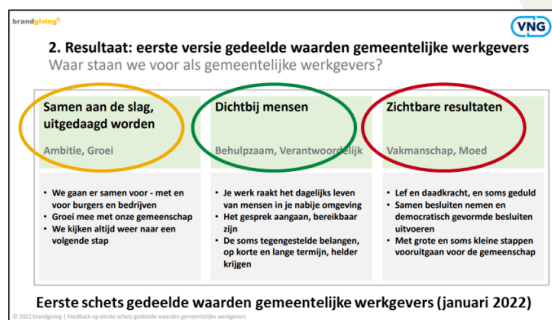 brandgiving
VNG
2. Resultaat: eerste versie gedeelde waarden gemeentelijke werkgevers
Waar staan we voor als gemeentelijke werkgevers?
Samen aan de slag,
uitgedaagd worden
Ambitie, Groei
• We gaan er samen voor - met en
voor burgers en bedrijven
• Groei mee met onze gemeenschap
• We kijken altijd weer naar een
volgende stap
Dichtbij mensen
Behulpzaam, Verantwoordelijk
• Je werk raakt het dagelijks leven
van mensen in je nabije omgeving
• Het gesprek aangaan, bereikbaar
zijn
• De soms tegengestelde belangen,
op korte en lange termijn, helder
krijgen
Zichtbare resultaten
Vakmanschap, Moed
• Lef en daadkracht, en soms geduld
• Samen besluiten nemen en
democratisch gevormde besluiten
uitvoeren
• Met grote en soms kleine stappen
vooruitgaan voor de gemeenschap
Eerste schets gedeelde waarden gemeentelijke werkgevers (januari 2022)
© 2022 brandgiving | Feedback op eerste schets gedeelde waarden gemeentelijke werkgevers